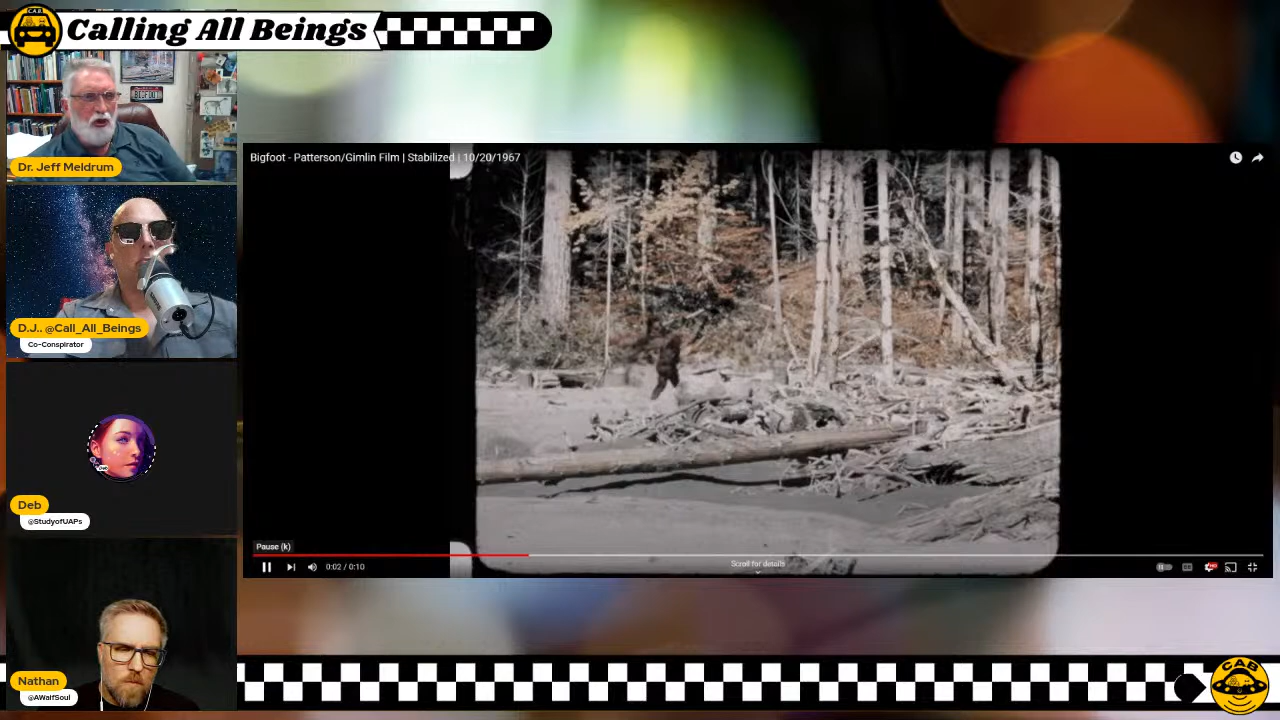 C.A.B.
Calling All Beings
BIGFOOT
Dr. Jeff Meldrum
D.J.. @Call_All_Beings
Co-Conspirator
Deb
@StudyofUAPs
Nathan
@AWaifSoul
Bigfoot - Patterson/Gimlin Film | Stabilized | 10/20/1967
Pause (k)
0:02 / 0:10
Scroll for details
CAB